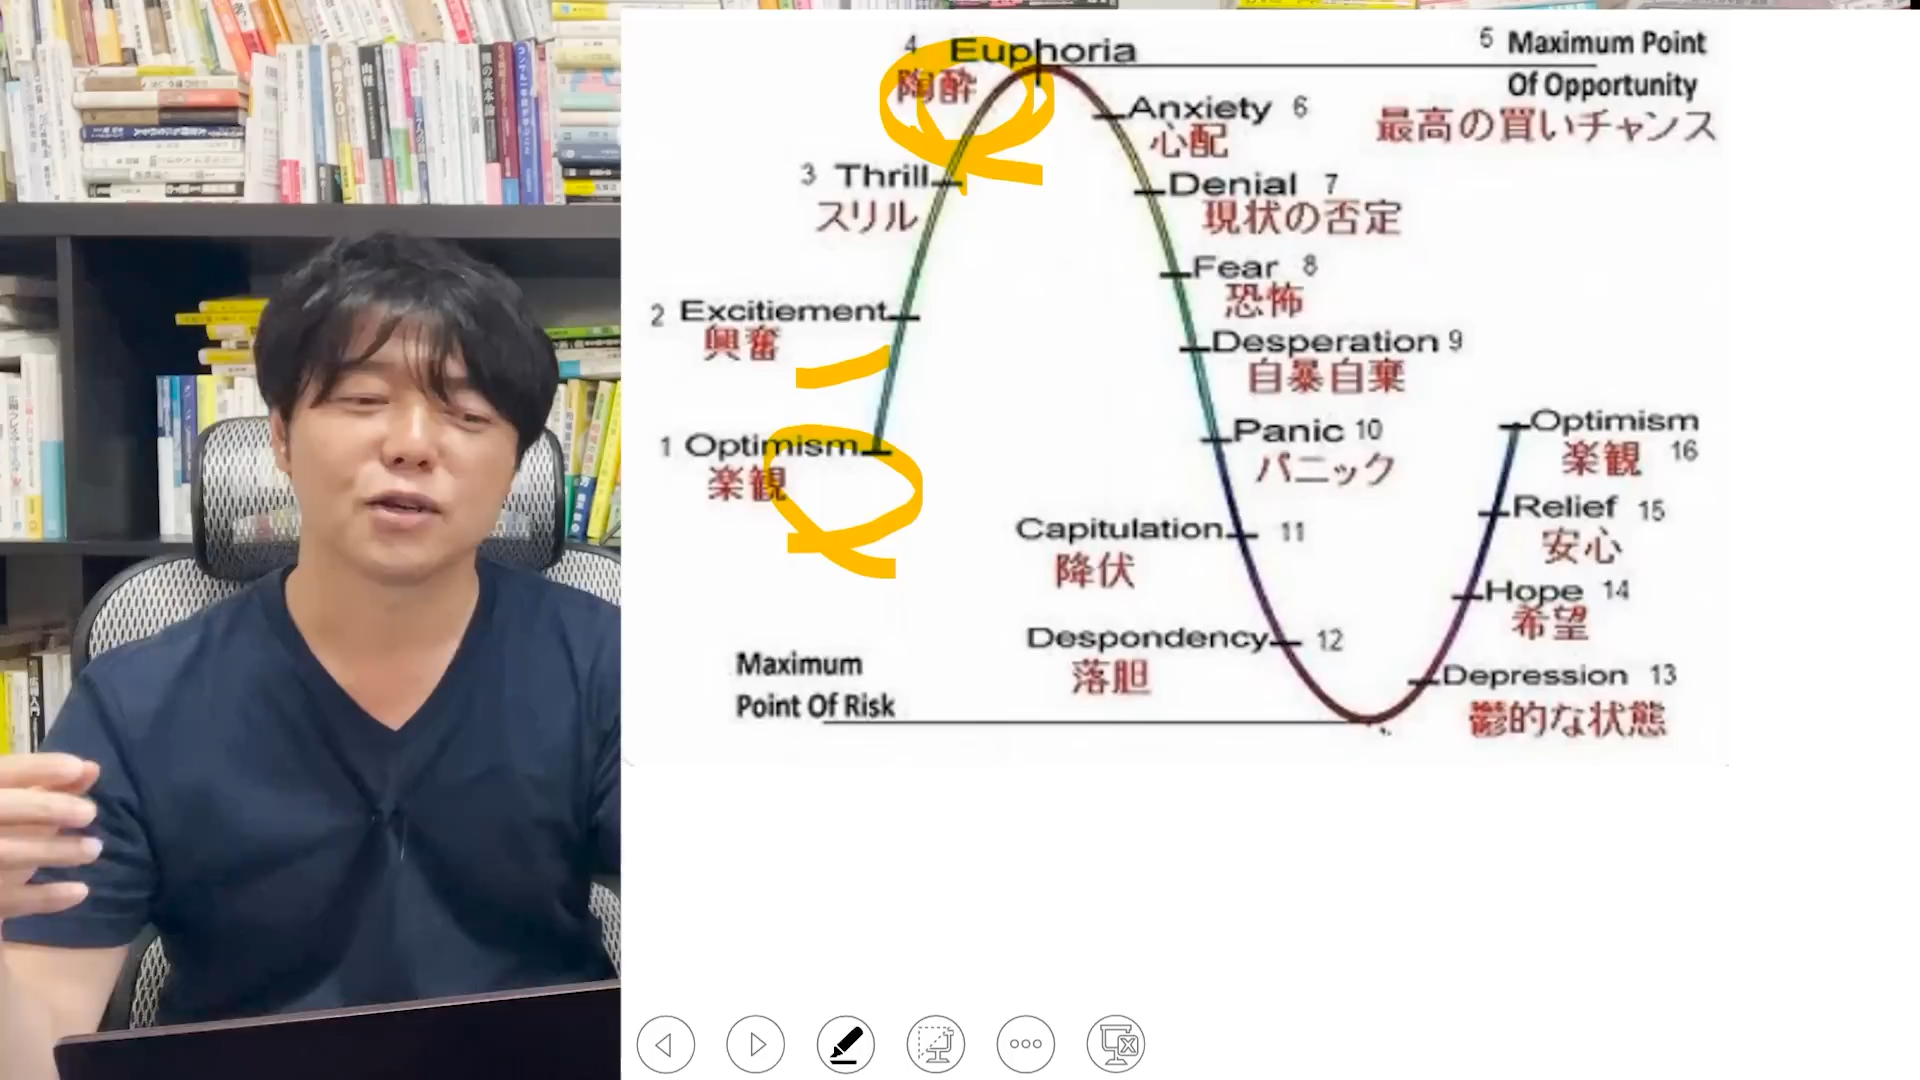 4 Euphoria
陶酔
5 Maximum Point
Of Opportunity
最高の買いチャンス
Anxiety 6
心配
3 Thrill
スリル
Denial 7
現状の否定
Fear 8
恐怖
2 Excitiement
興奮
Desperation 9
自暴自棄
1 Optimism
楽観
Panic 10
パニック
Optimism
楽観 16
Capitulation 11
降伏
Relief 15
安心
Hope 14
希望
Despondency 12
落胆
Maximum
Point Of Risk
Depression 13
鬱的な状態